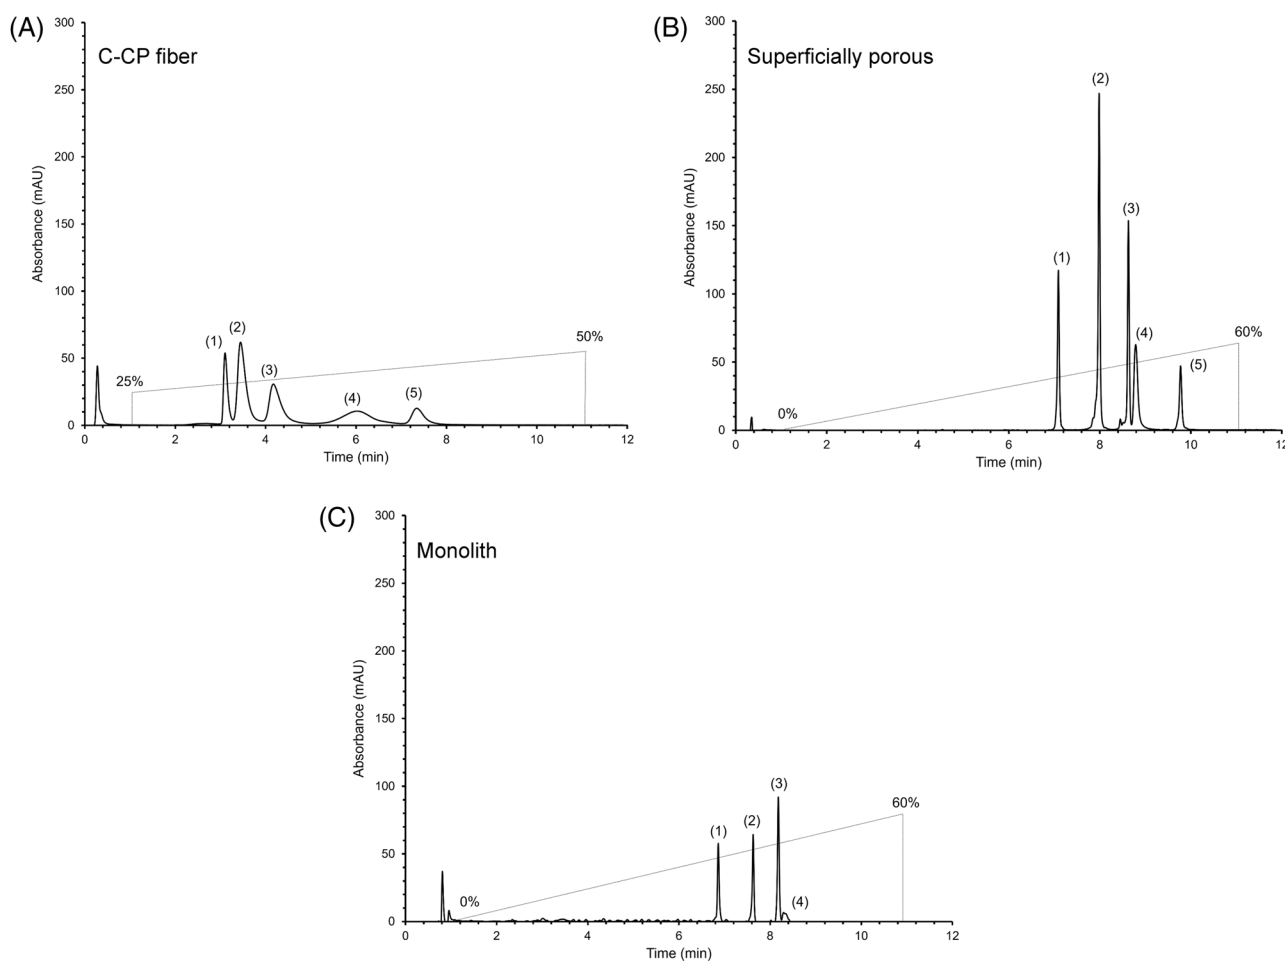 (A)
C-CP fiber
300
250
200
150
100
50
0
Absorbance (mAU)
25%
(1)
(2)
(3)
(4)
(5)
50%
0 2 4 6 8 10 12
Time (min)
(B)
Superficially porous
300
250
200
150
100
50
0
Absorbance (mAU)
0%
(1)
(2)
(3)
(4)
(5)
60%
0 2 4 6 8 10 12
Time (min)
(C)
Monolith
300
250
200
150
100
50
0
Absorbance (mAU)
0%
(1)
(2)
(3)
(4)
60%
0 2 4 6 8 10 12
Time (min)